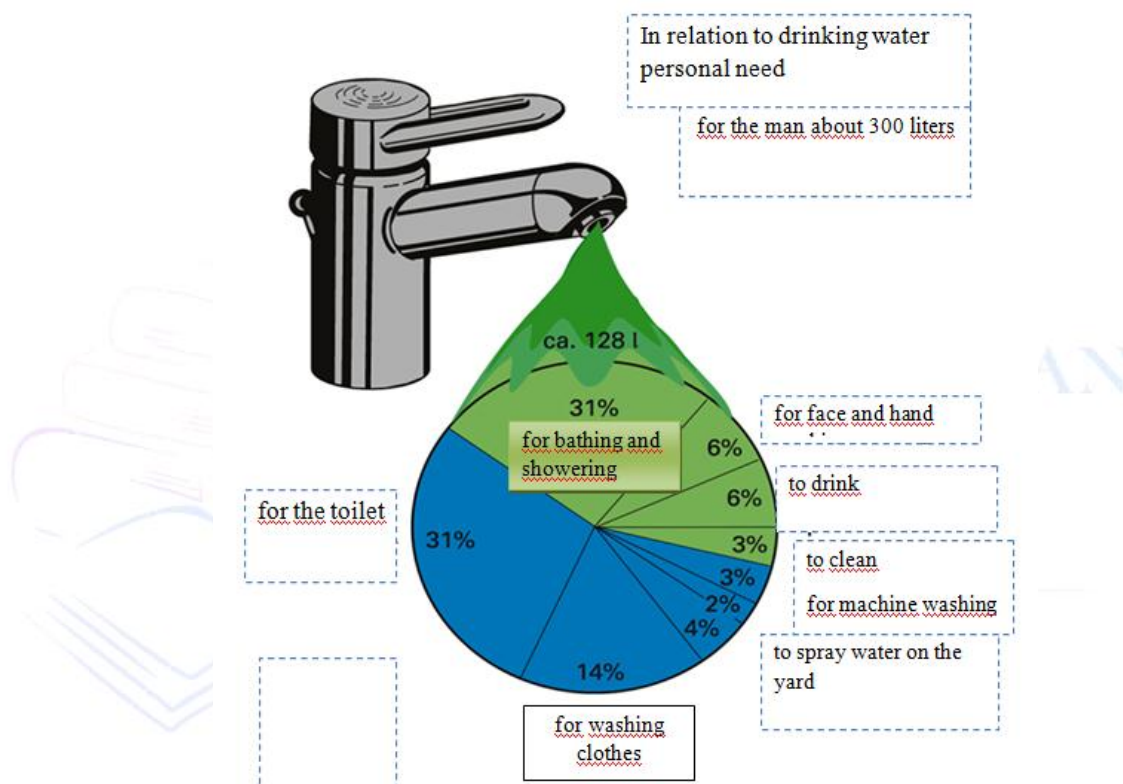 In relation to drinking water
personal need
for the man about 300 liters
ca. 128 l
31%
for bathing and
showering
for face and hand
6%
to drink
6%
for the toilet
31%
3%
to clean
3%
for machine washing
2%
4%
to spray water on the
yard
14%
for washing
clothes